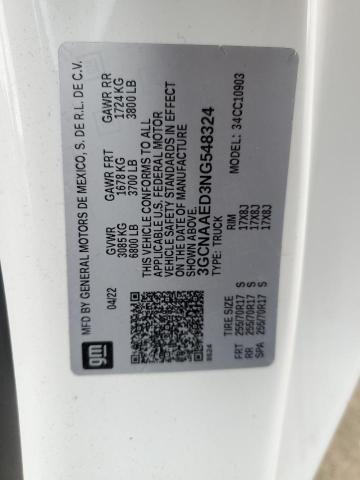 gm
MFD BY GENERAL MOTORS DE MEXICO, S. DE R.L. DE C.V.
04/22 GVWR GAWR FRT GAWR RR
3085 KG 1678 KG 1724 KG
6800 LB 3700 LB 3800 LB
THIS VEHICLE CONFORMS TO ALL
APPLICABLE U.S. FEDERAL MOTOR
VEHICLE SAFETY STANDARDS IN EFFECT
ON THE DATE OF MANUFACTURE
SHOWN ABOVE.
3GCNAAED3NG548324
TYPE: TRUCK MODEL: 34CC10903
TIRE SIZE RIM
FRT 255/70R17 S 17X8J
RR 255/70R17 S 17X8J
SPA 255/70R17 S 17X8J